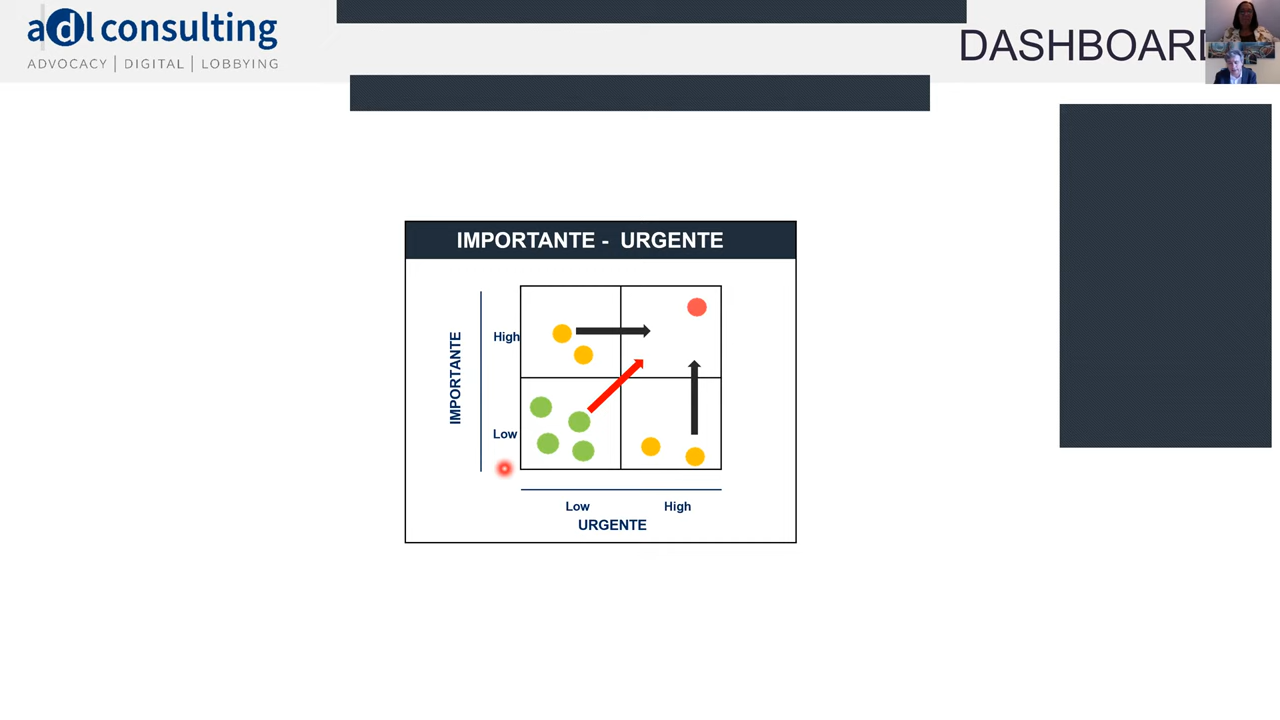 adl consulting
ADVOCACY | DIGITAL | LOBBYING
DASHBOARD
IMPORTANTE - URGENTE
IMPORTANTE
High
Low
Low
High
URGENTE